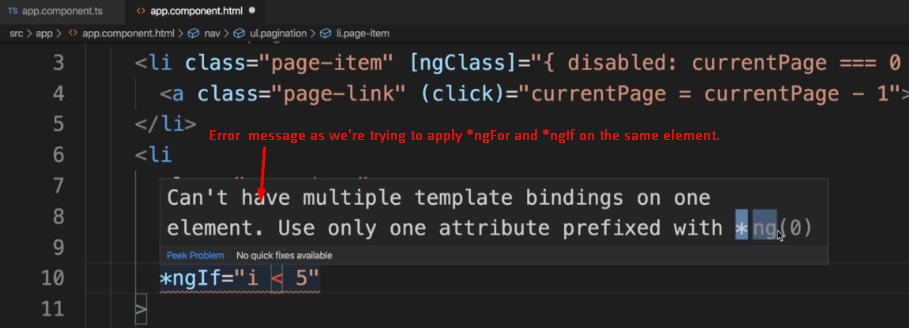 TS app.component.ts <> app.component.html ●
src > app > <> app.component.html > nav > ul.pagination > li.page-item
3 <li class="page-item" [ngClass]="{ disabled: currentPage === 0
4 <a class="page-link" (click)="currentPage = currentPage - 1">
5 </li>
Error message as we're trying to apply *ngFor and *ngIf on the same element.
6 <li
7
Can't have multiple template bindings on one
8
element. Use only one attribute prefixed with *ng(0)
9
Peek Problem No quick fixes available
10 *ngIf="i < 5"
11 >